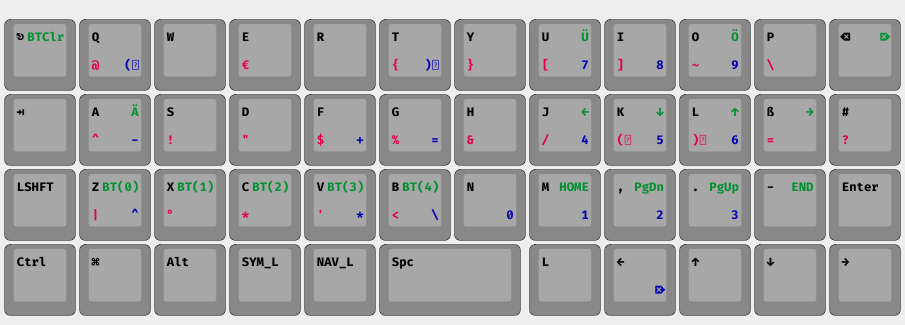 ⎋ BTClr Q W E R T Y U Ü I O Ö P ⌫ ⌦
@ (⍰ € { )⍰ } [ 7 ] 8 ~ 9 \
⇥ A Ä S D F G H J ← K ↓ L ↑ ß → #
^ - ! " $ + % = & / 4 (⍰ 5 )⍰ 6 = ?
LSHFT Z BT(0) X BT(1) C BT(2) V BT(3) B BT(4) N M HOME , PgDn . PgUp - END Enter
| ^ ° * ' * < \ 0 1 2 3
Ctrl ⌘ Alt SYM_L NAV_L Spc L ← ↑ ↓ →
⌦